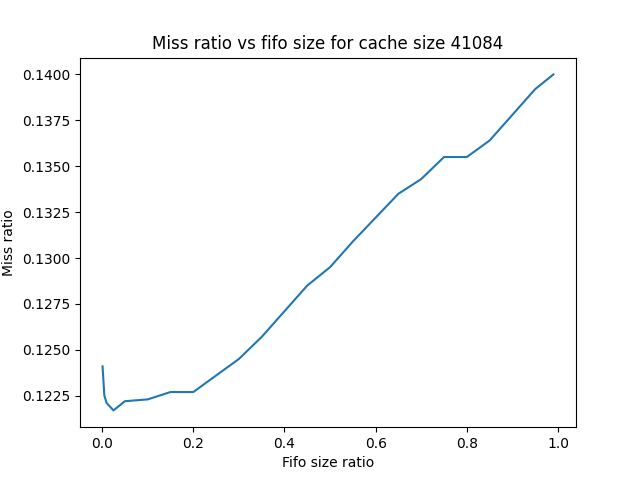 Miss ratio vs fifo size for cache size 41084
0.1400
0.1375
0.1350
0.1325
0.1300
0.1275
0.1250
0.1225
Miss ratio
0.0 0.2 0.4 0.6 0.8 1.0
Fifo size ratio